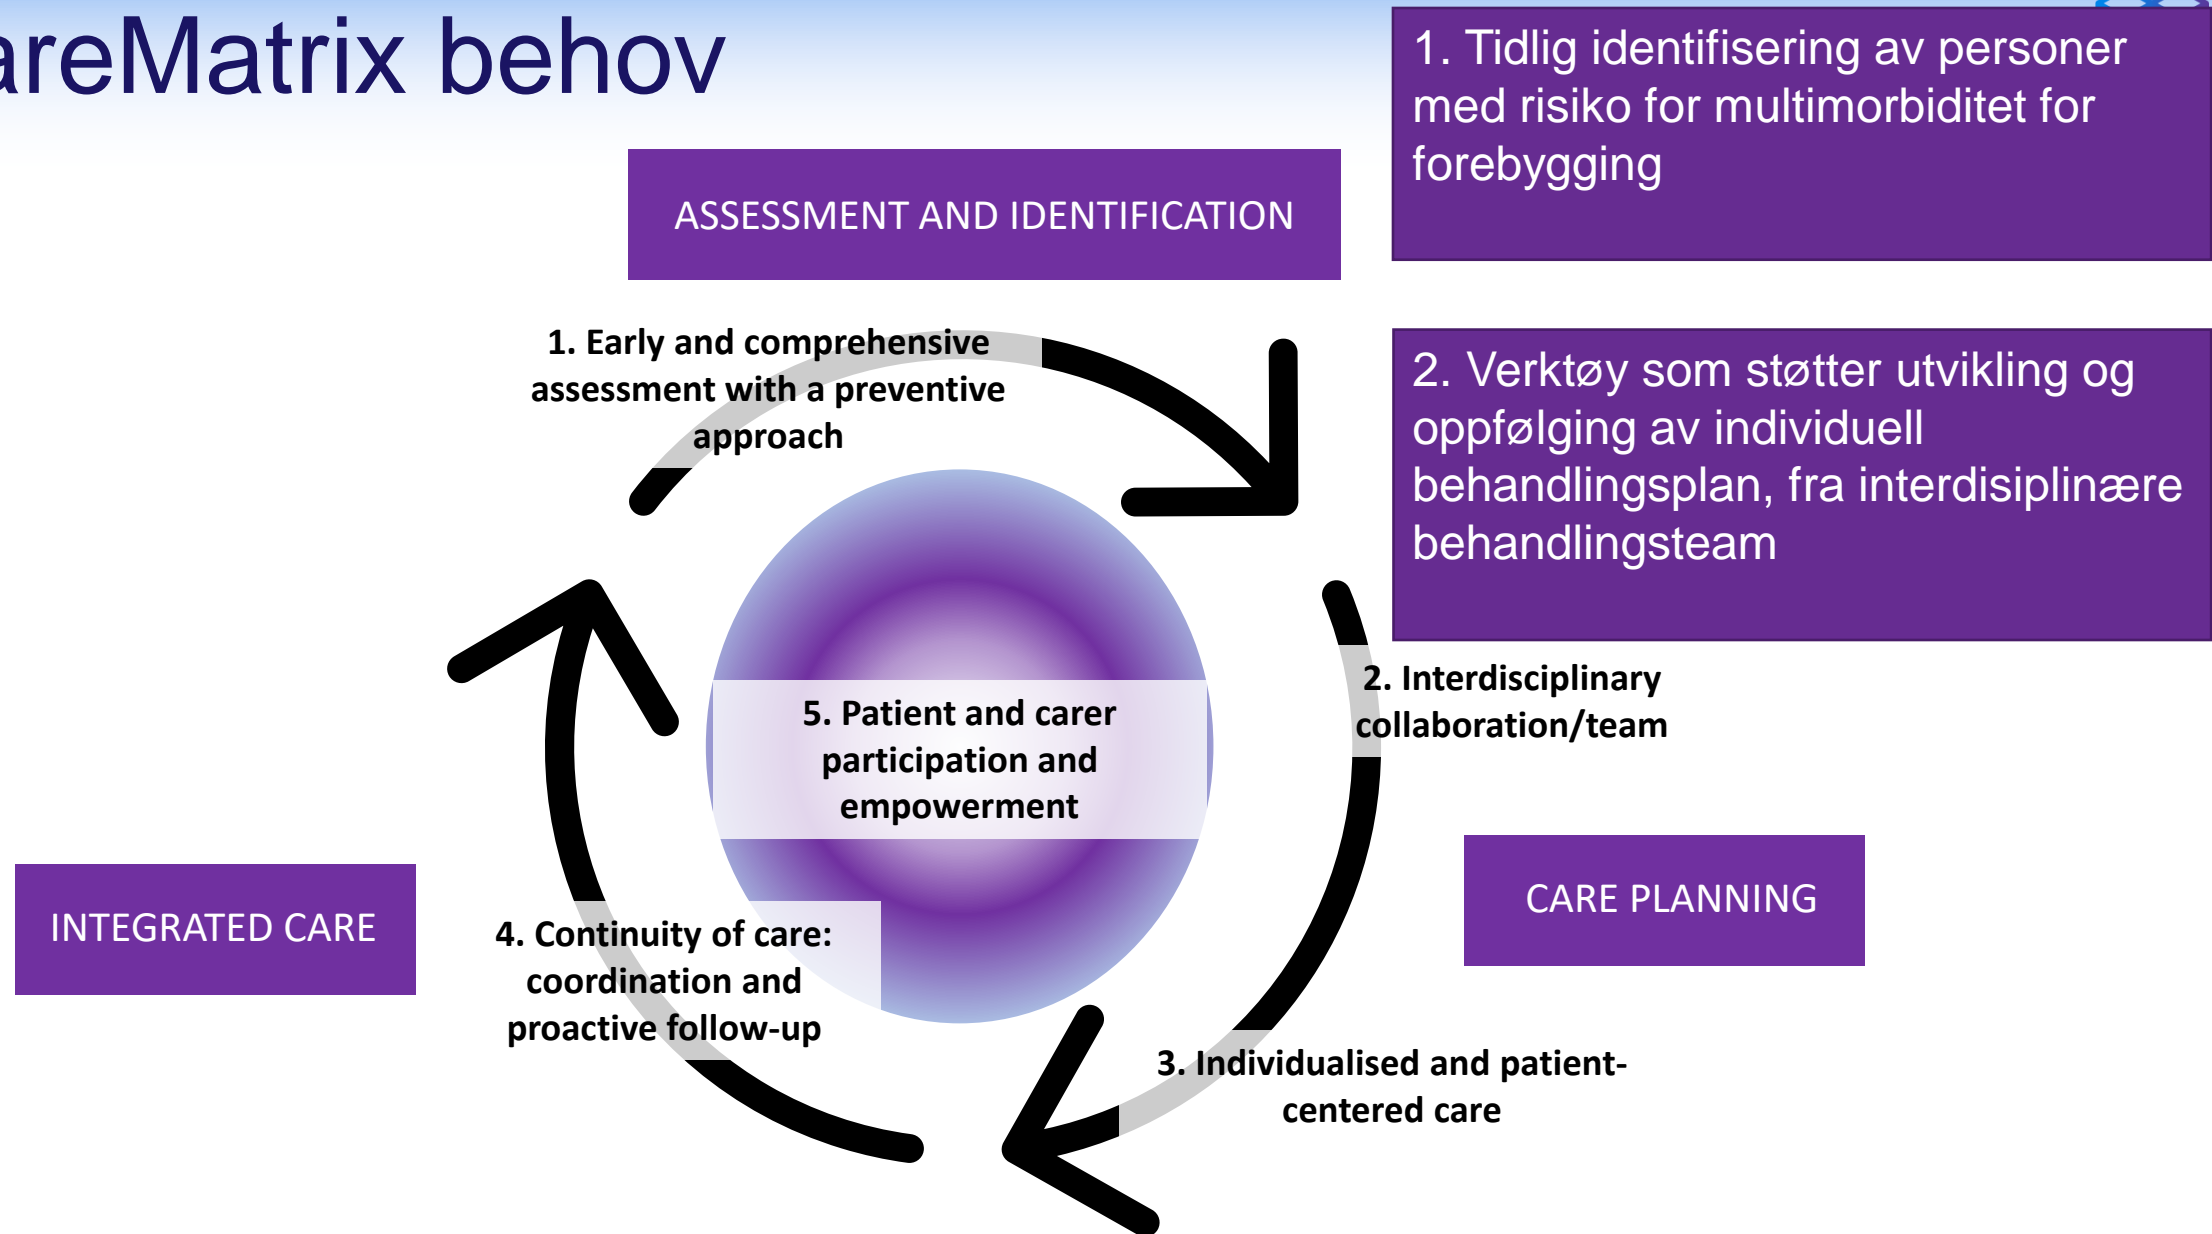 areMatrix behov
1. Tidlig identifisering av personer
med risiko for multimorbiditet for
forebygging
ASSESSMENT AND IDENTIFICATION
1. Early and comprehensive
assessment with a preventive
approach
2. Verktøy som støtter utvikling og
oppfølging av individuell
behandlingsplan, fra interdisiplinære
behandlingsteam
2. Interdisciplinary
collaboration/team
5. Patient and carer
participation and
empowerment
INTEGRATED CARE
CARE PLANNING
4. Continuity of care:
coordination and
proactive follow-up
3. Individualised and patient-
centered care